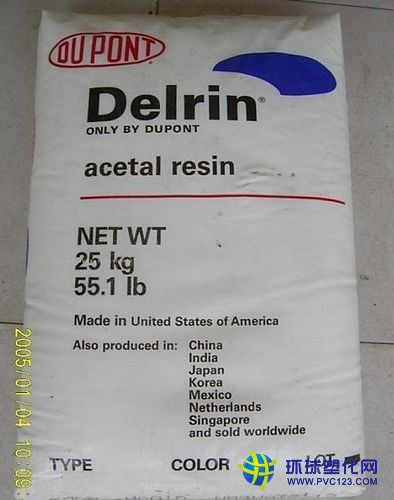 DU PONT
Delrin®
ONLY BY DUPONT
acetal resin
NET WT
25 kg
55.1 lb
Made in United States of America
Also produced in: China
India
Japan
Korea
Mexico
Netherlands
Singapore
and sold worldwide
TYPE COLOR LOT
2005/01/04 10:09
环球塑化网
www.PVC123.com